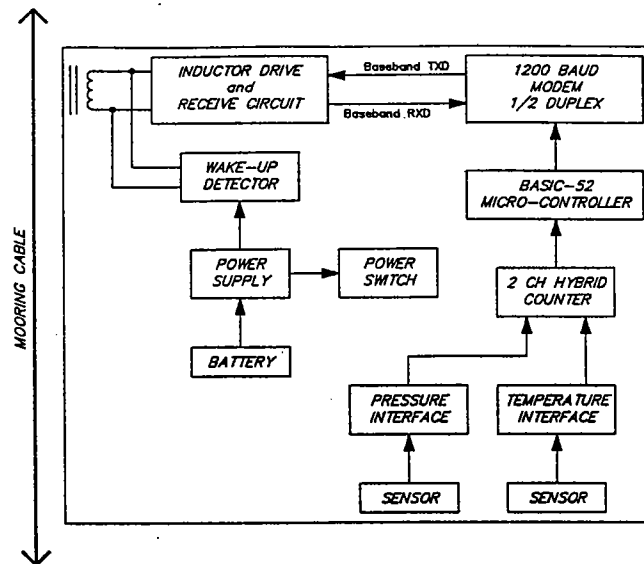 MOORING CABLE
INDUCTOR DRIVE
and
RECEIVE CIRCUIT
Baseband TXD
Baseband RXD
1200 BAUD
MODEM
1/2 DUPLEX
WAKE-UP
DETECTOR
BASIC-52
MICRO-CONTROLLER
POWER
SUPPLY
POWER
SWITCH
2 CH HYBRID
COUNTER
BATTERY
PRESSURE
INTERFACE
TEMPERATURE
INTERFACE
SENSOR
SENSOR